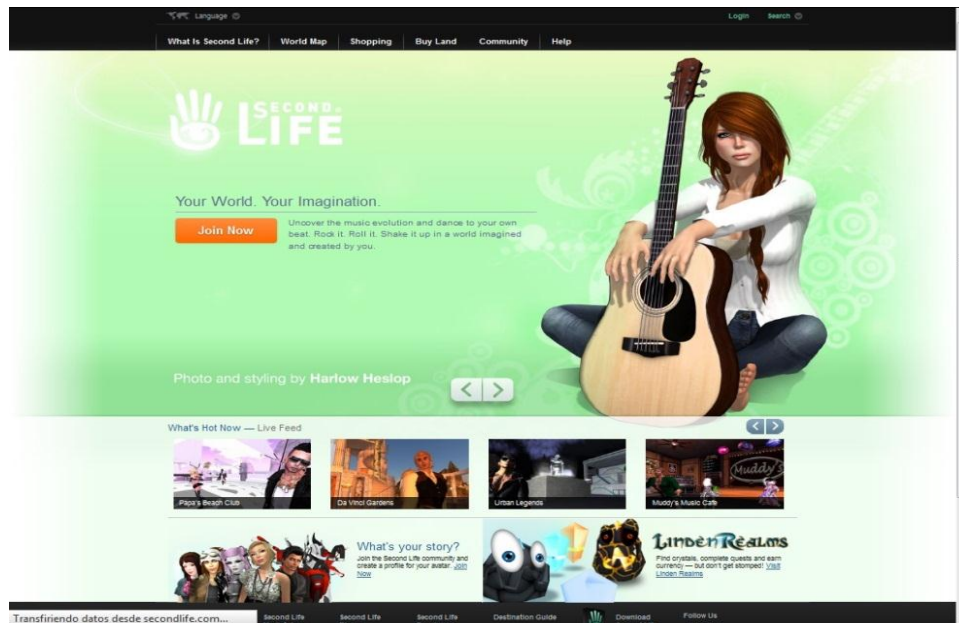 Language
Login Search
What Is Second Life? World Map Shopping Buy Land Community Help
SECOND
LIFE
Your World. Your Imagination.
Join Now
Uncover the music evolution and dance to your own
beat. Rock it. Roll it. Shake it up in a world imagined
and created by you.
Photo and styling by Harlow Heslop
What's Hot Now — Live Feed
Muddy's
Papa's Beach Club
Da Vinci Gardens
Urban Legends
Muddy's Music Cafe
What's your story?
Join the Second Life community and
create a profile for your avatar. Join
Now
LINDEN REALMS
Find crystals, complete quests and earn
currency — but don't get stomped! Visit
Linden Realms
Transfiriendo datos desde secondlife.com...
Second Life Second Life Second Life Destination Guide Download Follow Us